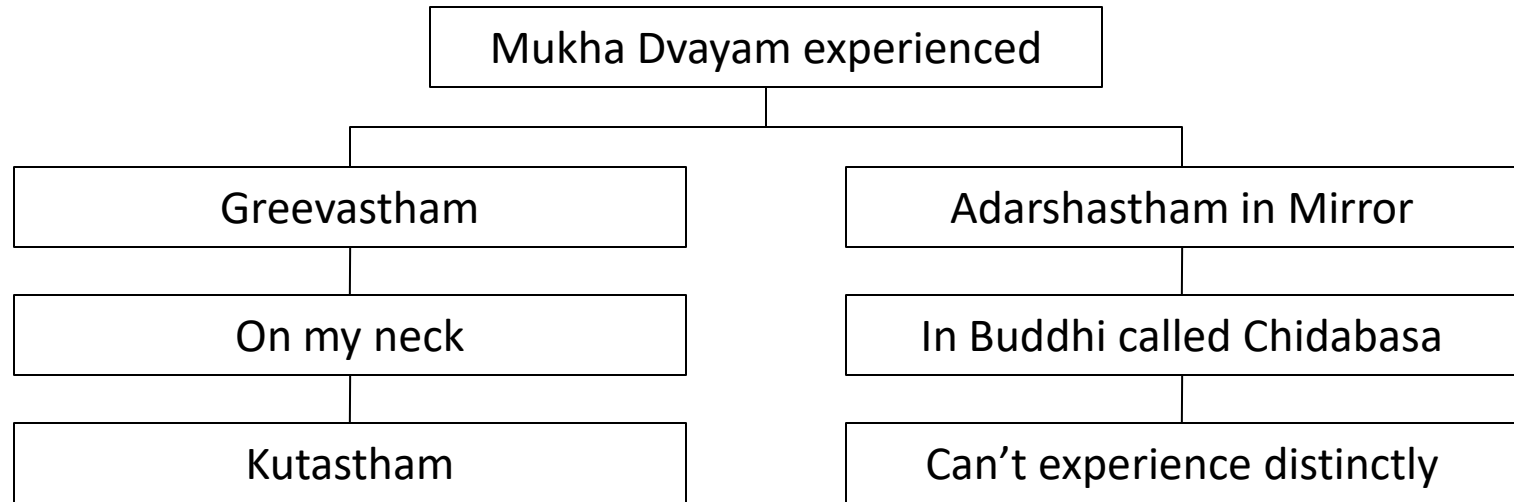 Mukha Dvayam experienced
Greevastham
Adarshastham in Mirror
On my neck
In Buddhi called Chidabasa
Kutastham
Can’t experience distinctly